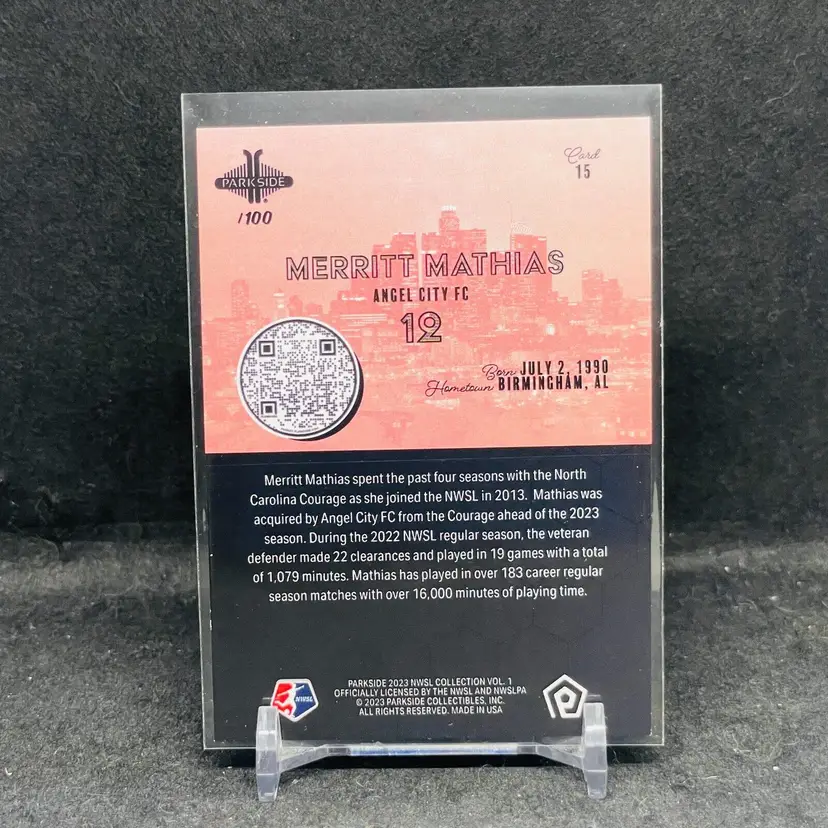 PARKSIDE
/100
Card
15
MERRITT MATHIAS
ANGEL CITY FC
12
Born JULY 2, 1990
Hometown BIRMINGHAM, AL
Merritt Mathias spent the past four seasons with the North
Carolina Courage as she joined the NWSL in 2013. Mathias was
acquired by Angel City FC from the Courage ahead of the 2023
season. During the 2022 NWSL regular season, the veteran
defender made 22 clearances and played in 19 games with a total
of 1,079 minutes. Mathias has played in over 183 career regular
season matches with over 16,000 minutes of playing time.
NWSL
PARKSIDE 2023 NWSL COLLECTION VOL. 1
OFFICIALLY LICENSED BY THE NWSL AND NWSLPA
© 2023 PARKSIDE COLLECTIBLES, INC.
ALL RIGHTS RESERVED. MADE IN USA